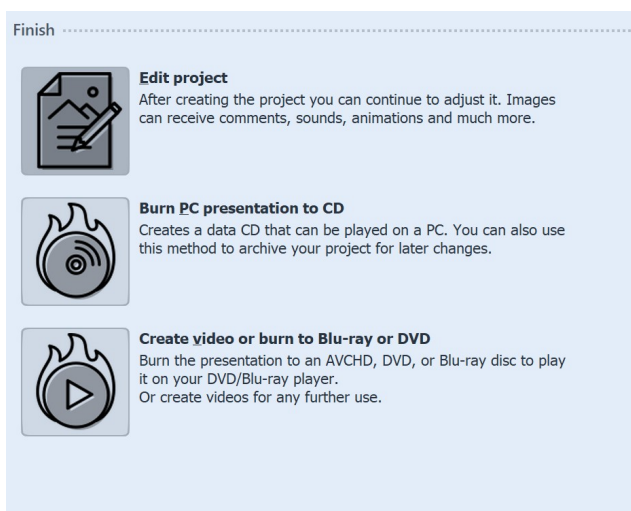 Finish
Edit project
After creating the project you can continue to adjust it. Images
can receive comments, sounds, animations and much more.
Burn PC presentation to CD
Creates a data CD that can be played on a PC. You can also use
this method to archive your project for later changes.
Create video or burn to Blu-ray or DVD
Burn the presentation to an AVCHD, DVD, or Blu-ray disc to play
it on your DVD/Blu-ray player.
Or create videos for any further use.